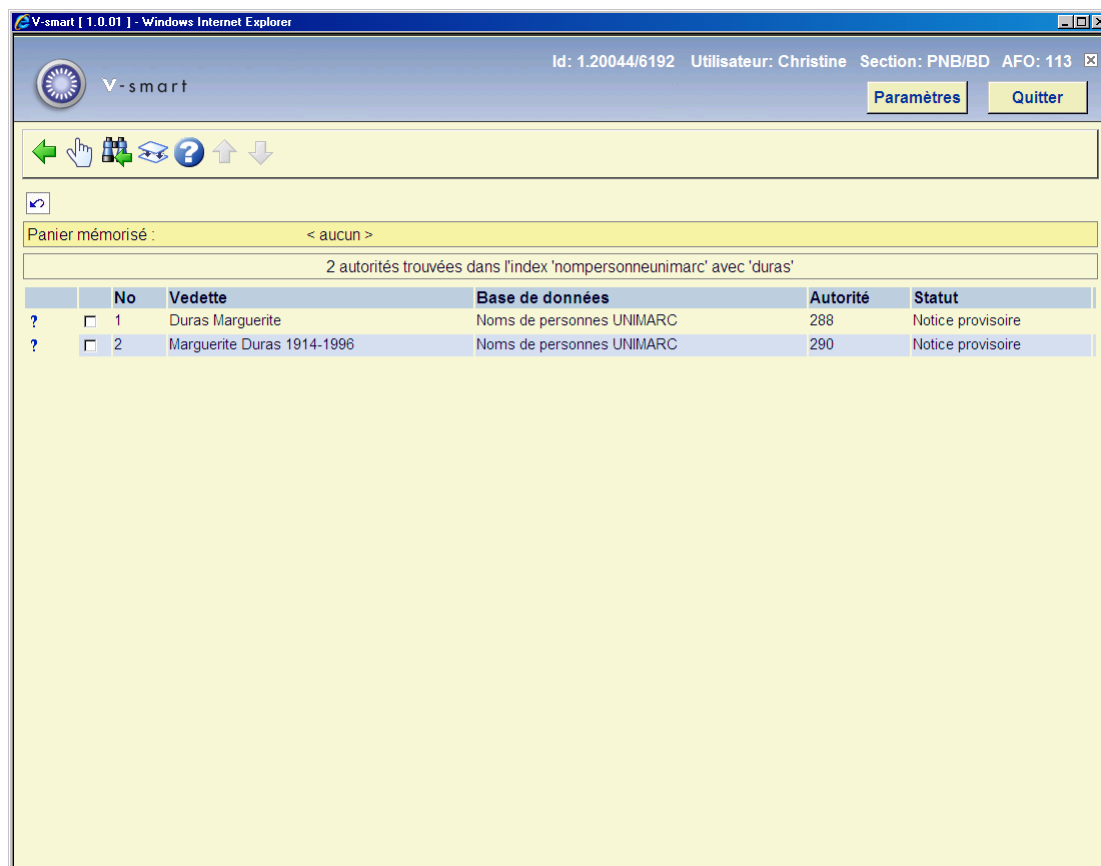 V-smart [ 1.0.01 ] - Windows Internet Explorer
Id: 1.20044/6192 Utilisateur: Christine Section: PNB/BD AFO: 113
V-smart
Paramètres Quitter
Panier mémorisé : < aucun >
2 autorités trouvées dans l'index 'nompersonneunimarc' avec 'duras'
No Vedette Base de données Autorité Statut
? 1 Duras Marguerite Noms de personnes UNIMARC 288 Notice provisoire
? 2 Marguerite Duras 1914-1996 Noms de personnes UNIMARC 290 Notice provisoire